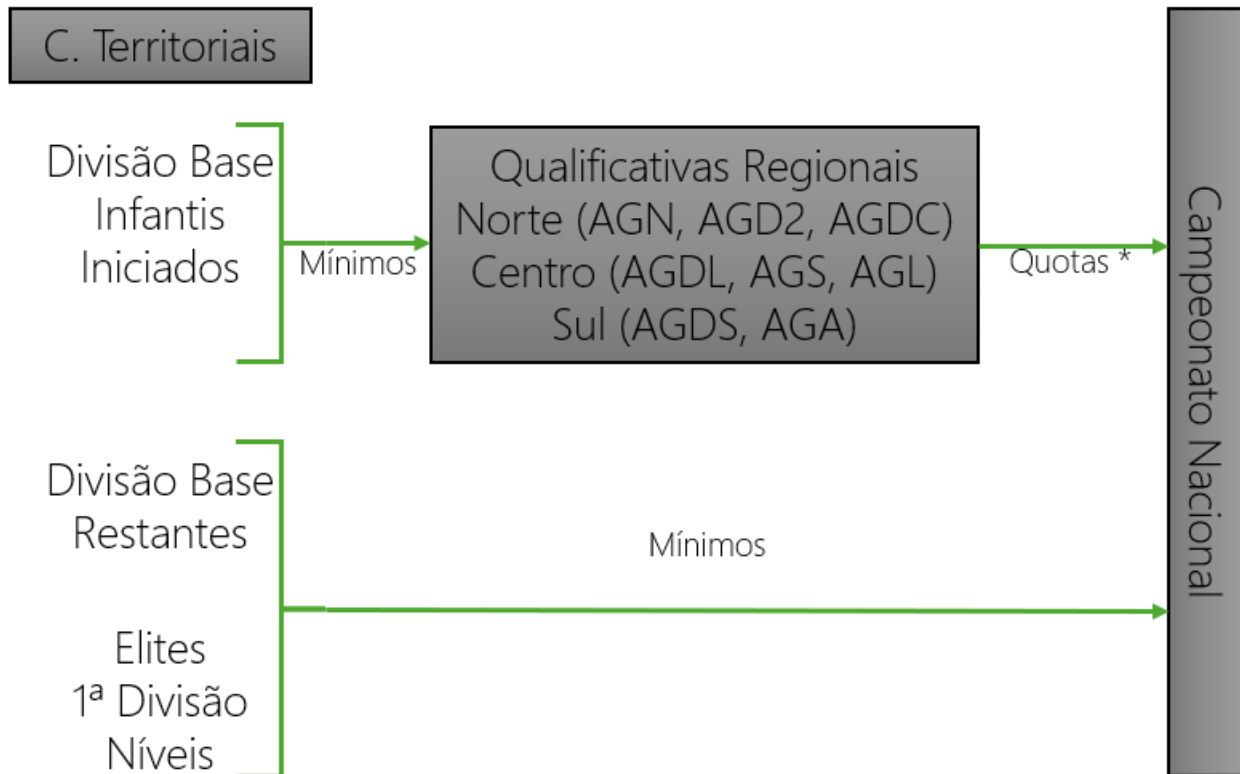 C. Territoriais
Divisão Base
Infantis
Iniciados
Mínimos
Qualificativas Regionais
Norte (AGN, AGD2, AGDC)
Centro (AGDL, AGS, AGL)
Sul (AGDS, AGA)
Quotas *
Campeonato Nacional
Divisão Base
Restantes
Mínimos
Elites
1ª Divisão
Níveis